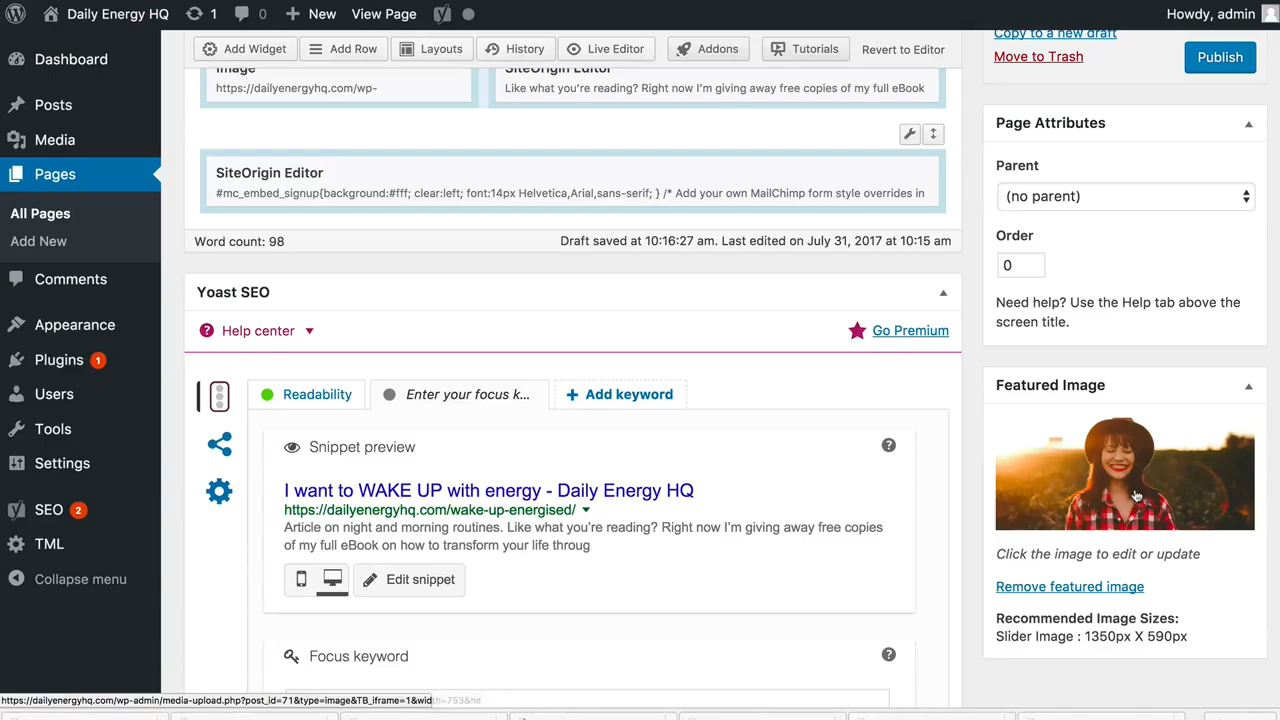 Daily Energy HQ 1 0 New View Page Howdy, admin
Dashboard
Posts
Media
Pages
All Pages
Add New
Comments
Appearance
Plugins 1
Users
Tools
Settings
SEO 2
TML
Collapse menu
Add Widget Add Row Layouts History Live Editor Addons Tutorials Revert to Editor
Image
https://dailyenergyhq.com/wp-
SiteOrigin Editor
Like what you're reading? Right now I'm giving away free copies of my full eBook
SiteOrigin Editor
#mc_embed_signup{background:#fff; clear:left; font:14px Helvetica,Arial,sans-serif; } /* Add your own MailChimp form style overrides in
Word count: 98
Draft saved at 10:16:27 am. Last edited on July 31, 2017 at 10:15 am
Yoast SEO
Help center
Go Premium
Readability
Enter your focus k...
Add keyword
Snippet preview
I want to WAKE UP with energy - Daily Energy HQ
https://dailyenergyhq.com/wake-up-energised/
Article on night and morning routines. Like what you're reading? Right now I'm giving away free copies
of my full eBook on how to transform your life throug
Edit snippet
Focus keyword
Copy to a new draft
Move to Trash
Publish
Page Attributes
Parent
(no parent)
Order
0
Need help? Use the Help tab above the
screen title.
Featured Image
Click the image to edit or update
Remove featured image
Recommended Image Sizes:
Slider Image : 1350px X 590px
https://dailyenergyhq.com/wp-admin/media-upload.php?post_id=71&type=image&TB_iframe=1&width=753&he